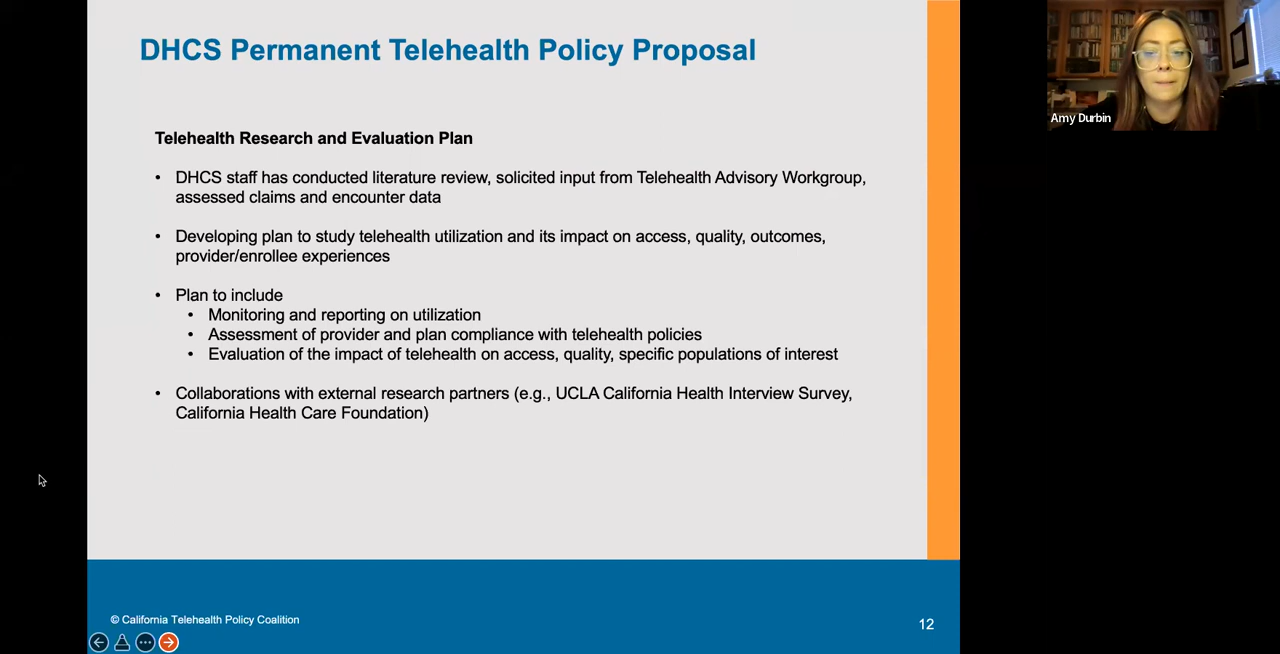 DHCS Permanent Telehealth Policy Proposal
Amy Durbin
Telehealth Research and Evaluation Plan
• DHCS staff has conducted literature review, solicited input from Telehealth Advisory Workgroup,
assessed claims and encounter data
• Developing plan to study telehealth utilization and its impact on access, quality, outcomes,
provider/enrollee experiences
• Plan to include
• Monitoring and reporting on utilization
• Assessment of provider and plan compliance with telehealth policies
• Evaluation of the impact of telehealth on access, quality, specific populations of interest
• Collaborations with external research partners (e.g., UCLA California Health Interview Survey,
California Health Care Foundation)
© California Telehealth Policy Coalition
12